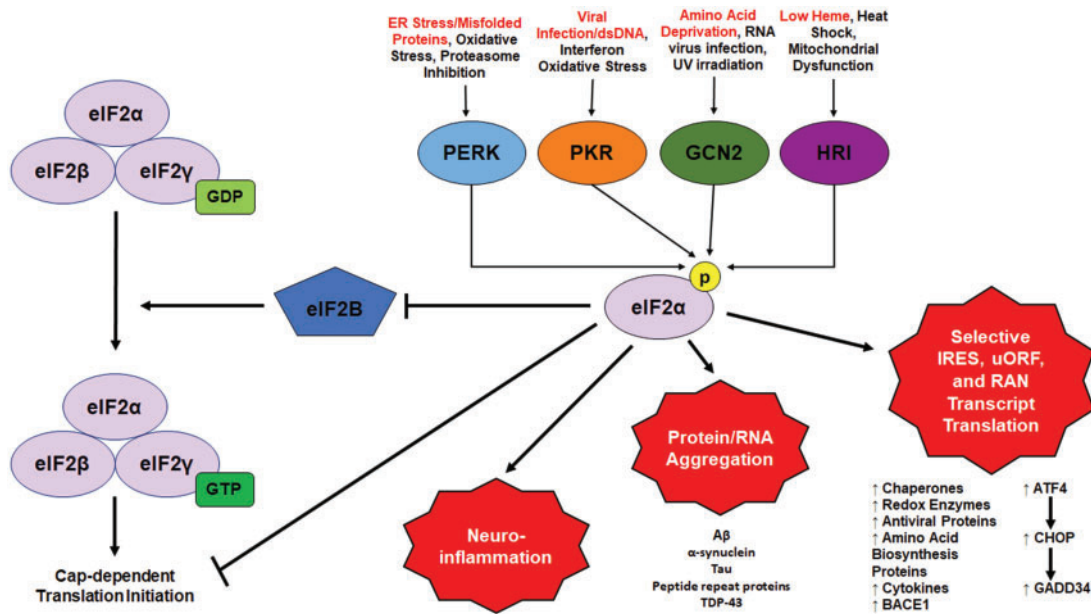 ER Stress/Misfolded
Proteins, Oxidative
Stress, Proteasome
Inhibition
Viral
Infection/dsDNA,
Interferon
Oxidative Stress
Amino Acid
Deprivation, RNA
virus infection,
UV irradiation
Low Heme, Heat
Shock,
Mitochondrial
Dysfunction
PERK
PKR
GCN2
HRI
eIF2α
eIF2β
eIF2γ
GDP
p
eIF2α
eIF2B
eIF2α
eIF2β
eIF2γ
GTP
Cap-dependent
Translation Initiation
Neuro-
inflammation
Protein/RNA
Aggregation
Aβ
α-synuclein
Tau
Peptide repeat proteins
TDP-43
Selective
IRES, uORF,
and RAN
Transcript
Translation
↑ Chaperones
↑ Redox Enzymes
↑ Antiviral Proteins
↑ Amino Acid
Biosynthesis
Proteins
↑ Cytokines
↑ BACE1
↑ ATF4
↑ CHOP
↑ GADD34